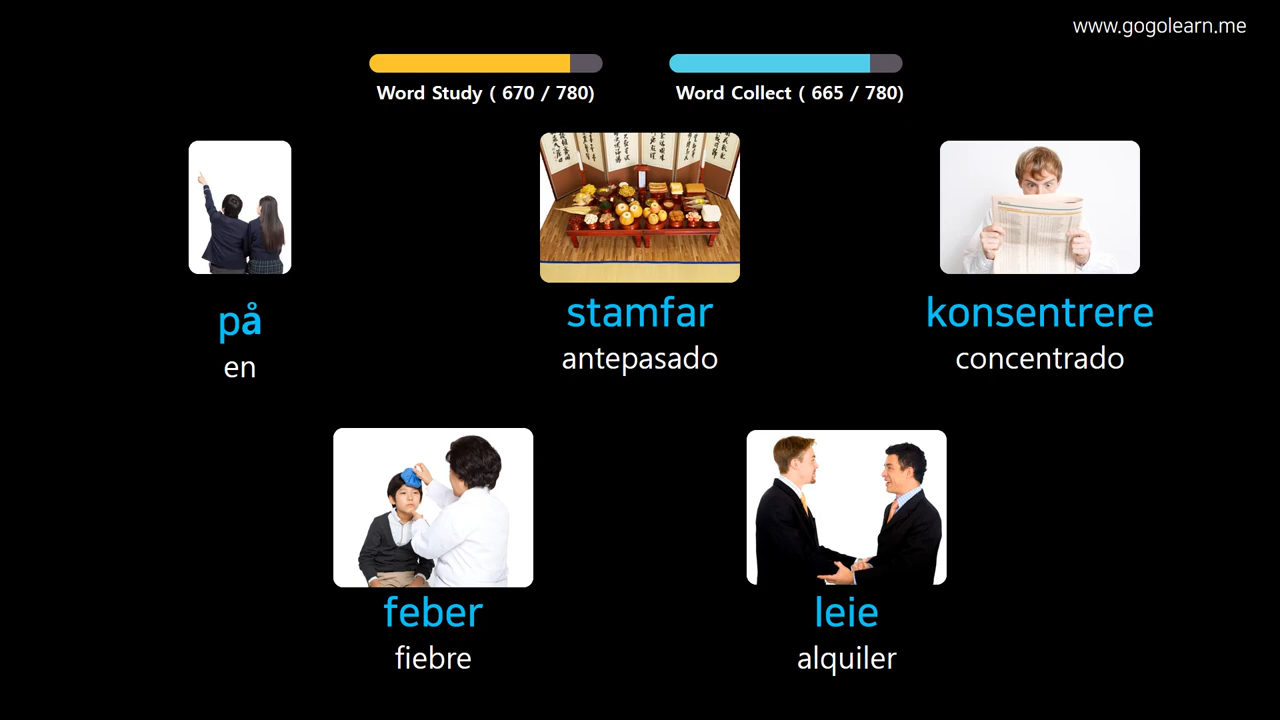 www.gogolearn.me
Word Study ( 670 / 780)
Word Collect ( 665 / 780)
på
en
stamfar
antepasado
konsentrere
concentrado
feber
fiebre
leie
alquiler